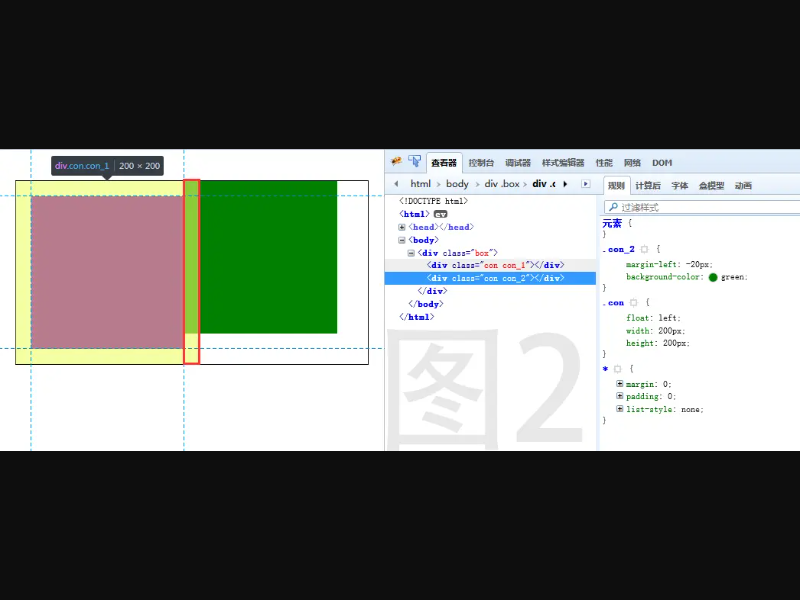 div.con.con_1 | 200 × 200
查看器 控制台 调试器 样式编辑器 性能 网络 DOM
html > body > div .box > div .c
规则 计算后 字体 盒模型 动画
过滤样式
<!DOCTYPE html>
<html> ev
<head></head>
<body>
<div class="box">
<div class="con con_1"></div>
<div class="con con_2"></div>
</div>
</body>
</html>
元素 {
}
.con_2 {
margin-left: -20px;
background-color: green;
}
.con {
float: left;
width: 200px;
height: 200px;
}
* {
margin: 0;
padding: 0;
list-style: none;
}
图2